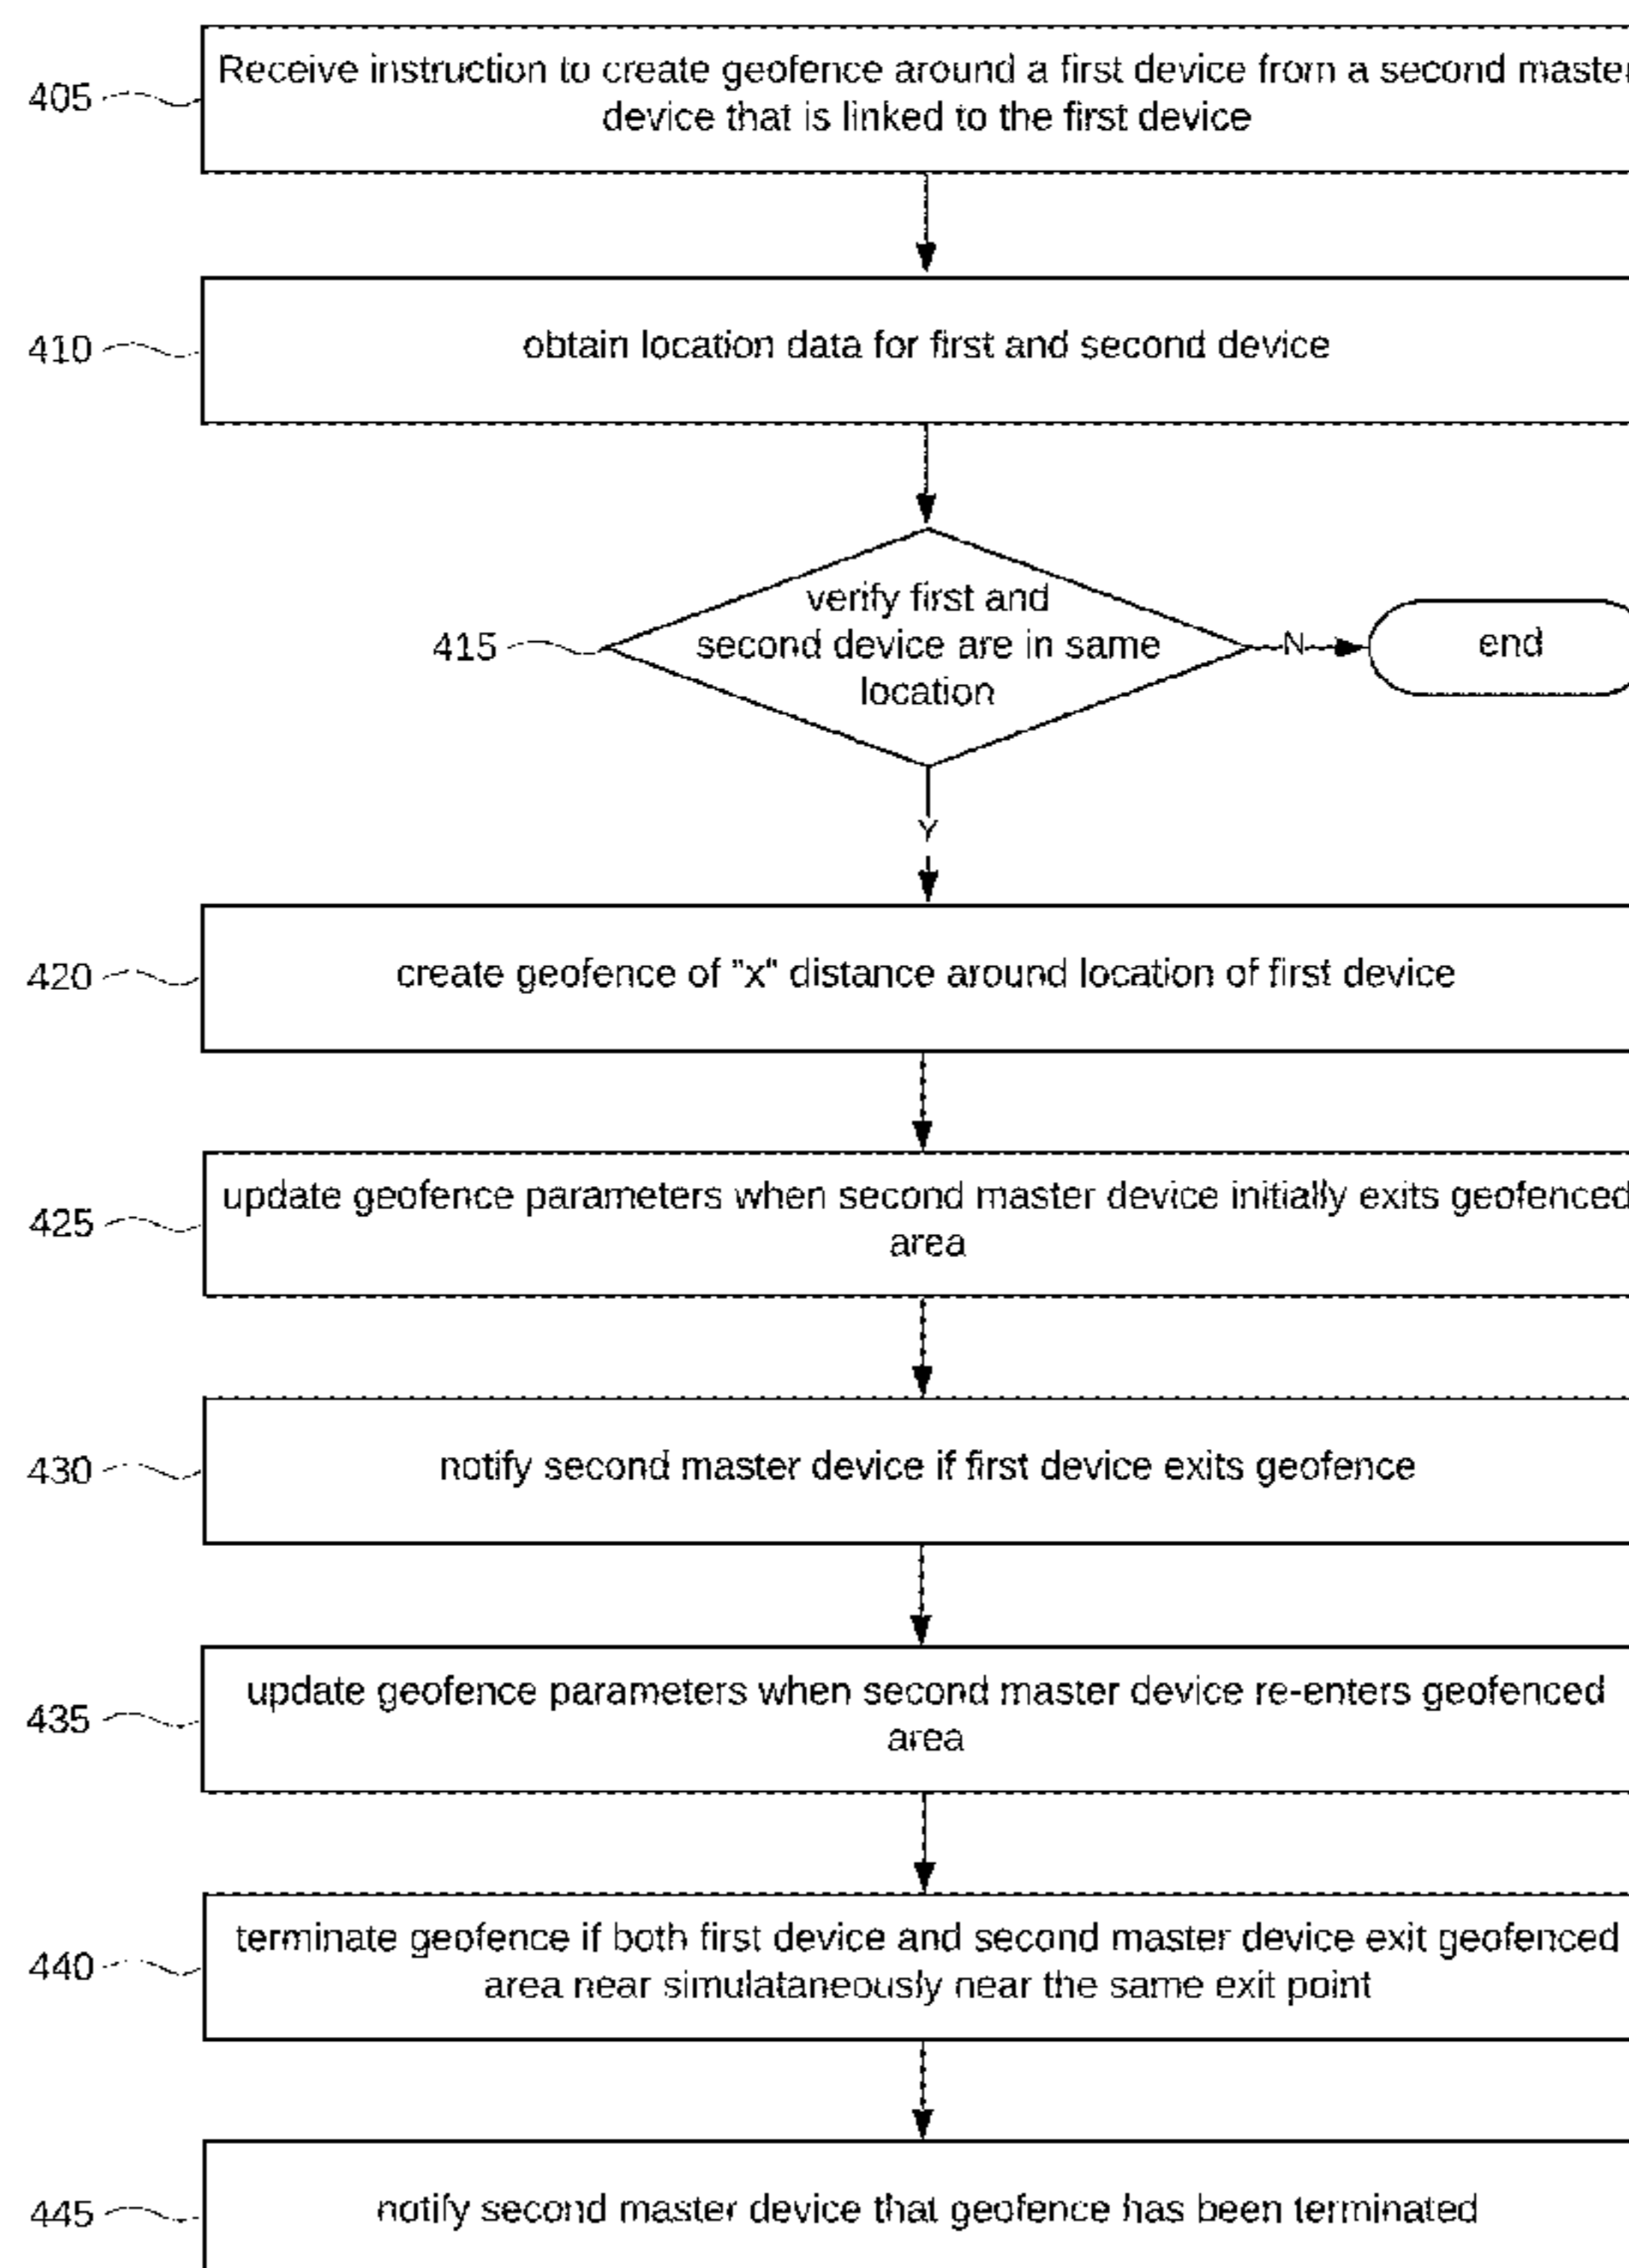 Receive instruction to create geofence around a first device from a second master
405
device that is linked to the first device
410
obtain location data for first and second device
verify first and
415
second device are in same
N
end
location
Y
420
create geofence of "x" distance around location of first device
update geofence parameters when second master device initially exits geofenced
425
area
430
notify second master device if first device exits geofence
update geofence parameters when second master device re-enters geofenced
435
area
terminate geofence if both first device and second master device exit geofenced
440
area near simulataneously near the same exit point
445
notify second master device that geofence has been terminated